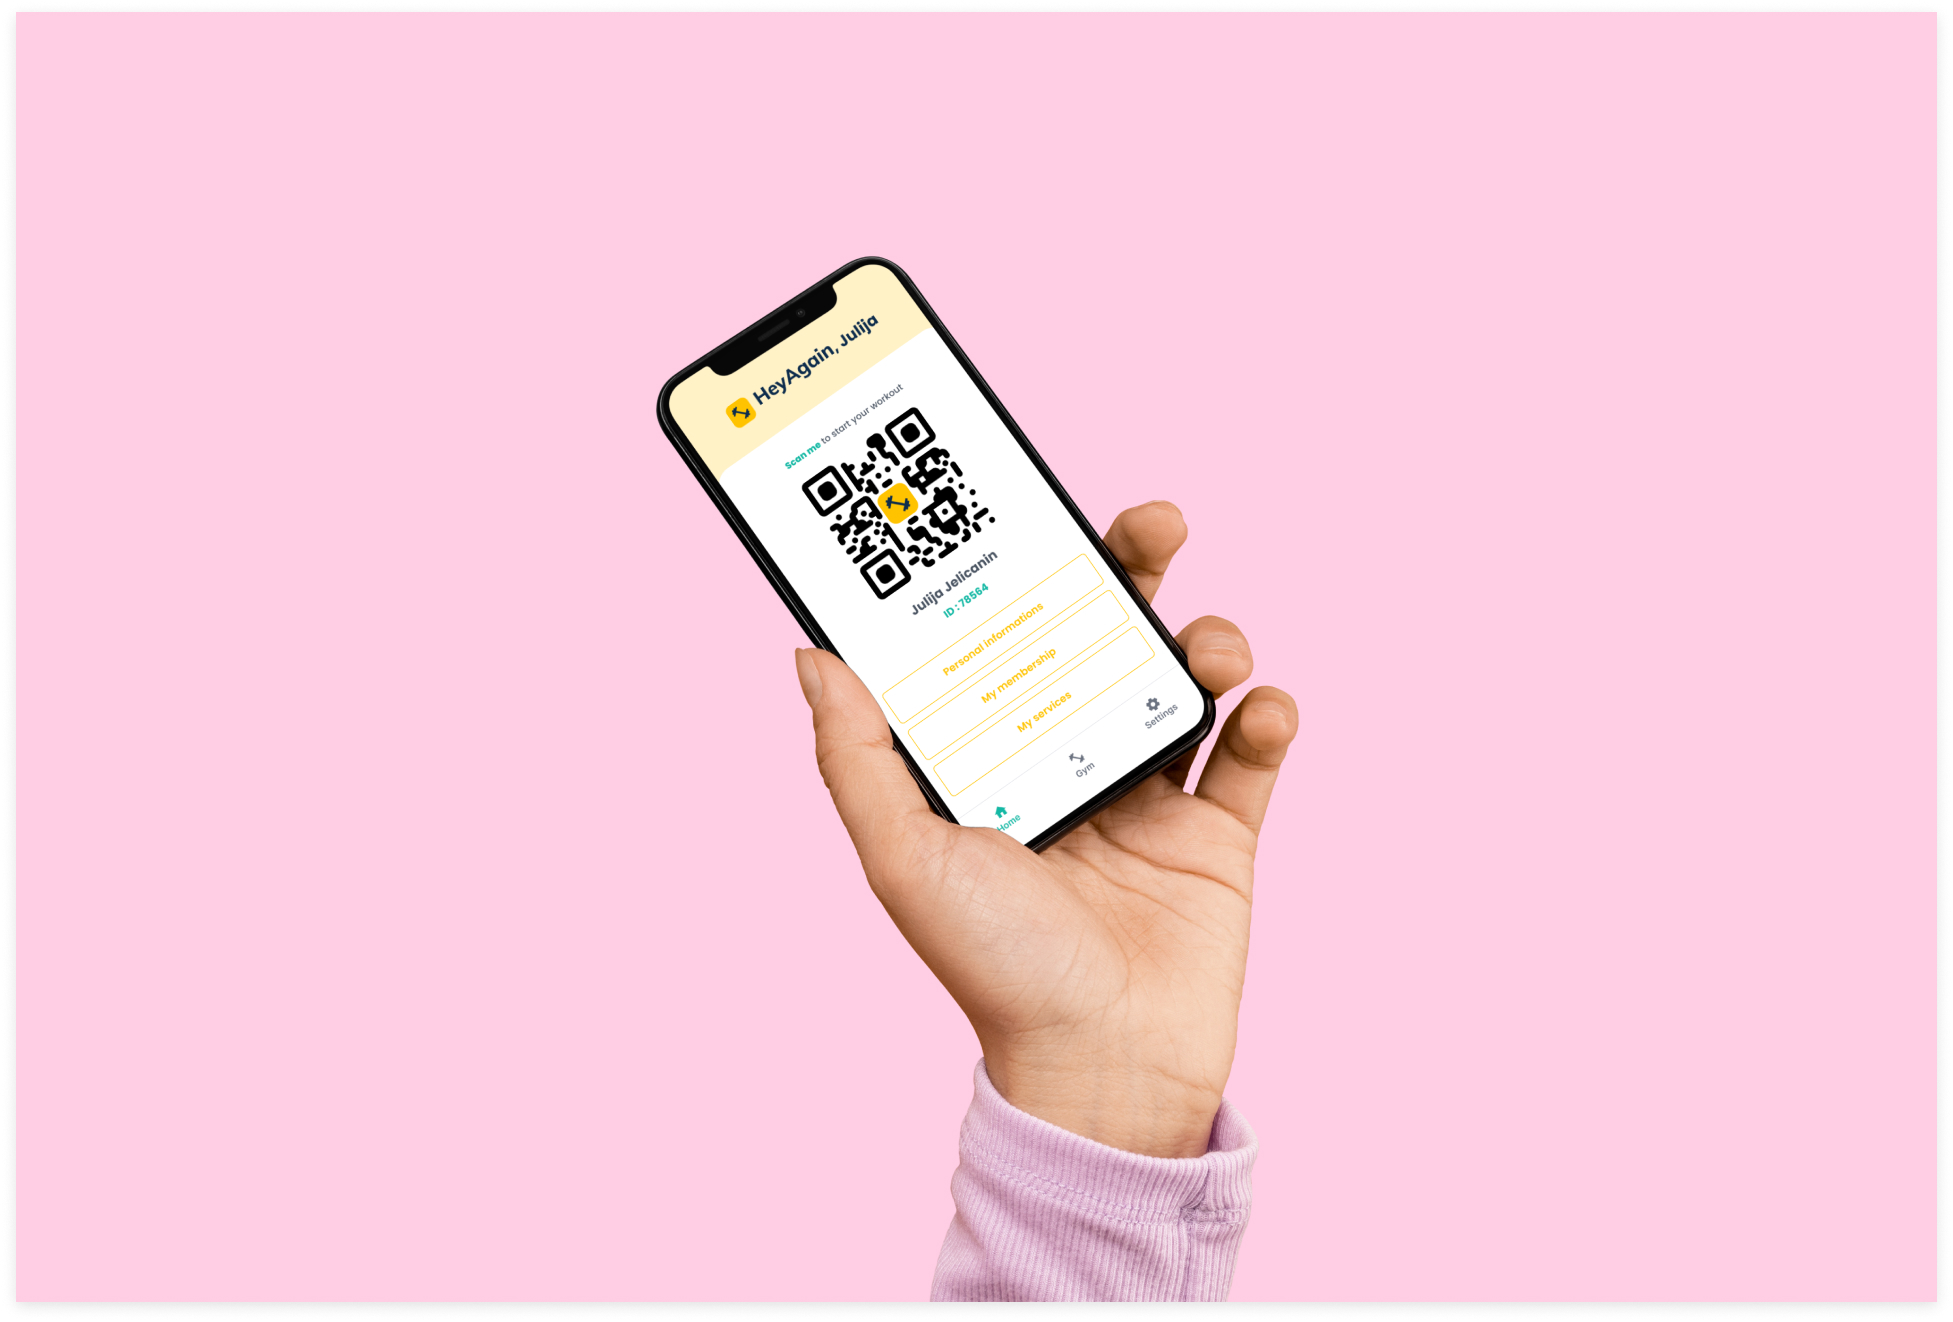 HeyAgain, Julija
Scan me to start your workout
Julija Jelicanin
ID : 78564
Personal informations
My membership
My services
Home
Gym
Settings